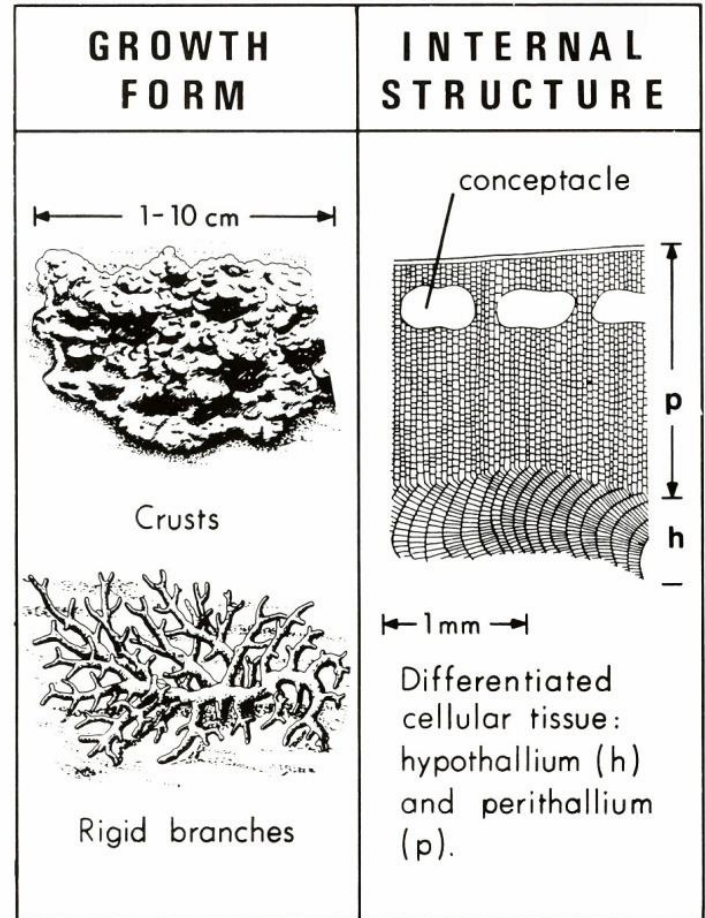 GROWTH
FORM
1-10 cm
Crusts
Rigid branches
INTERNAL
STRUCTURE
conceptacle
p
h
1mm
Differentiated
cellular tissue:
hypothallium (h)
and perithallium
(p).